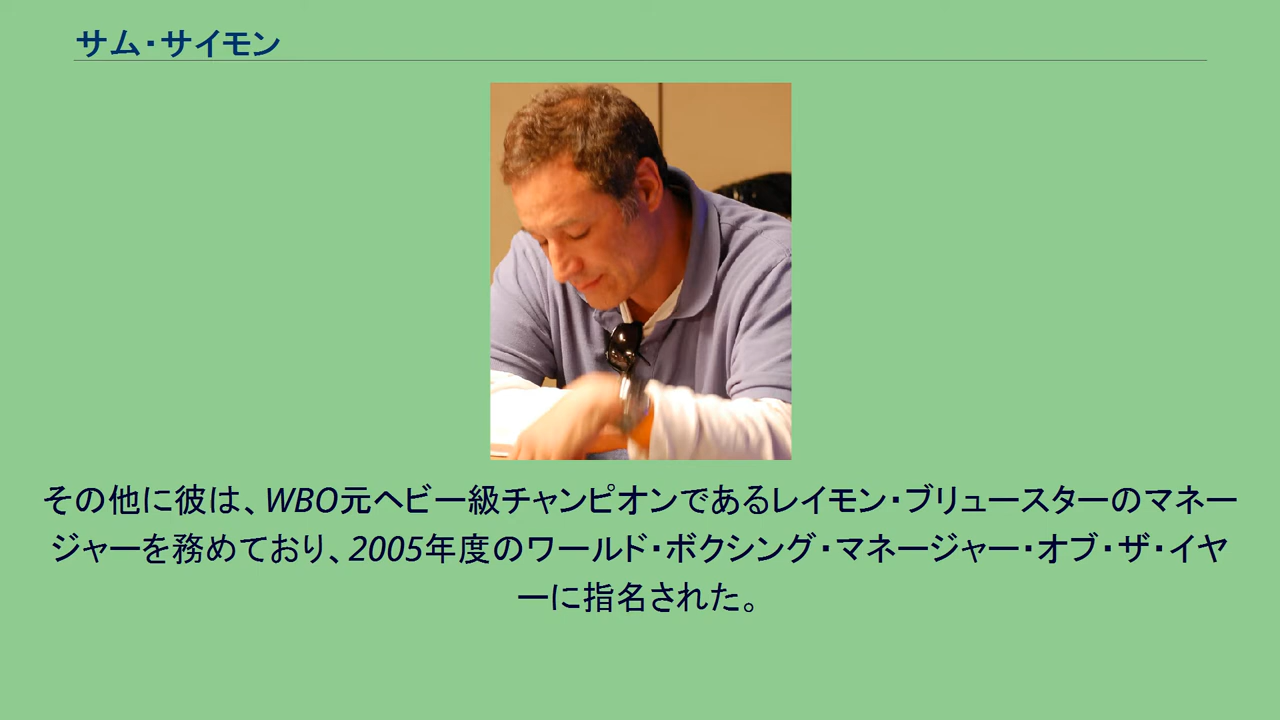 サム・サイモン
その他に彼は、WBO元ヘビー級チャンピオンであるレイモン・ブリュースターのマネー
ジャーを務めており、2005年度のワールド・ボクシング・マネージャー・オブ・ザ・イヤ
ーに指名された。